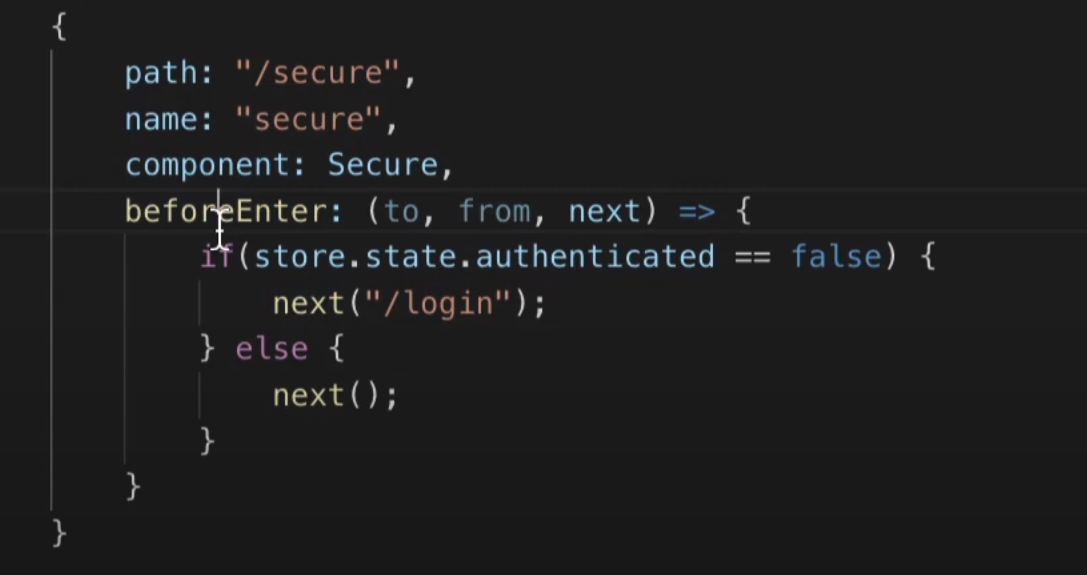 {
path: "/secure",
name: "secure",
component: Secure,
beforeEnter: (to, from, next) => {
if(store.state.authenticated == false) {
next("/login");
} else {
next();
}
}
}